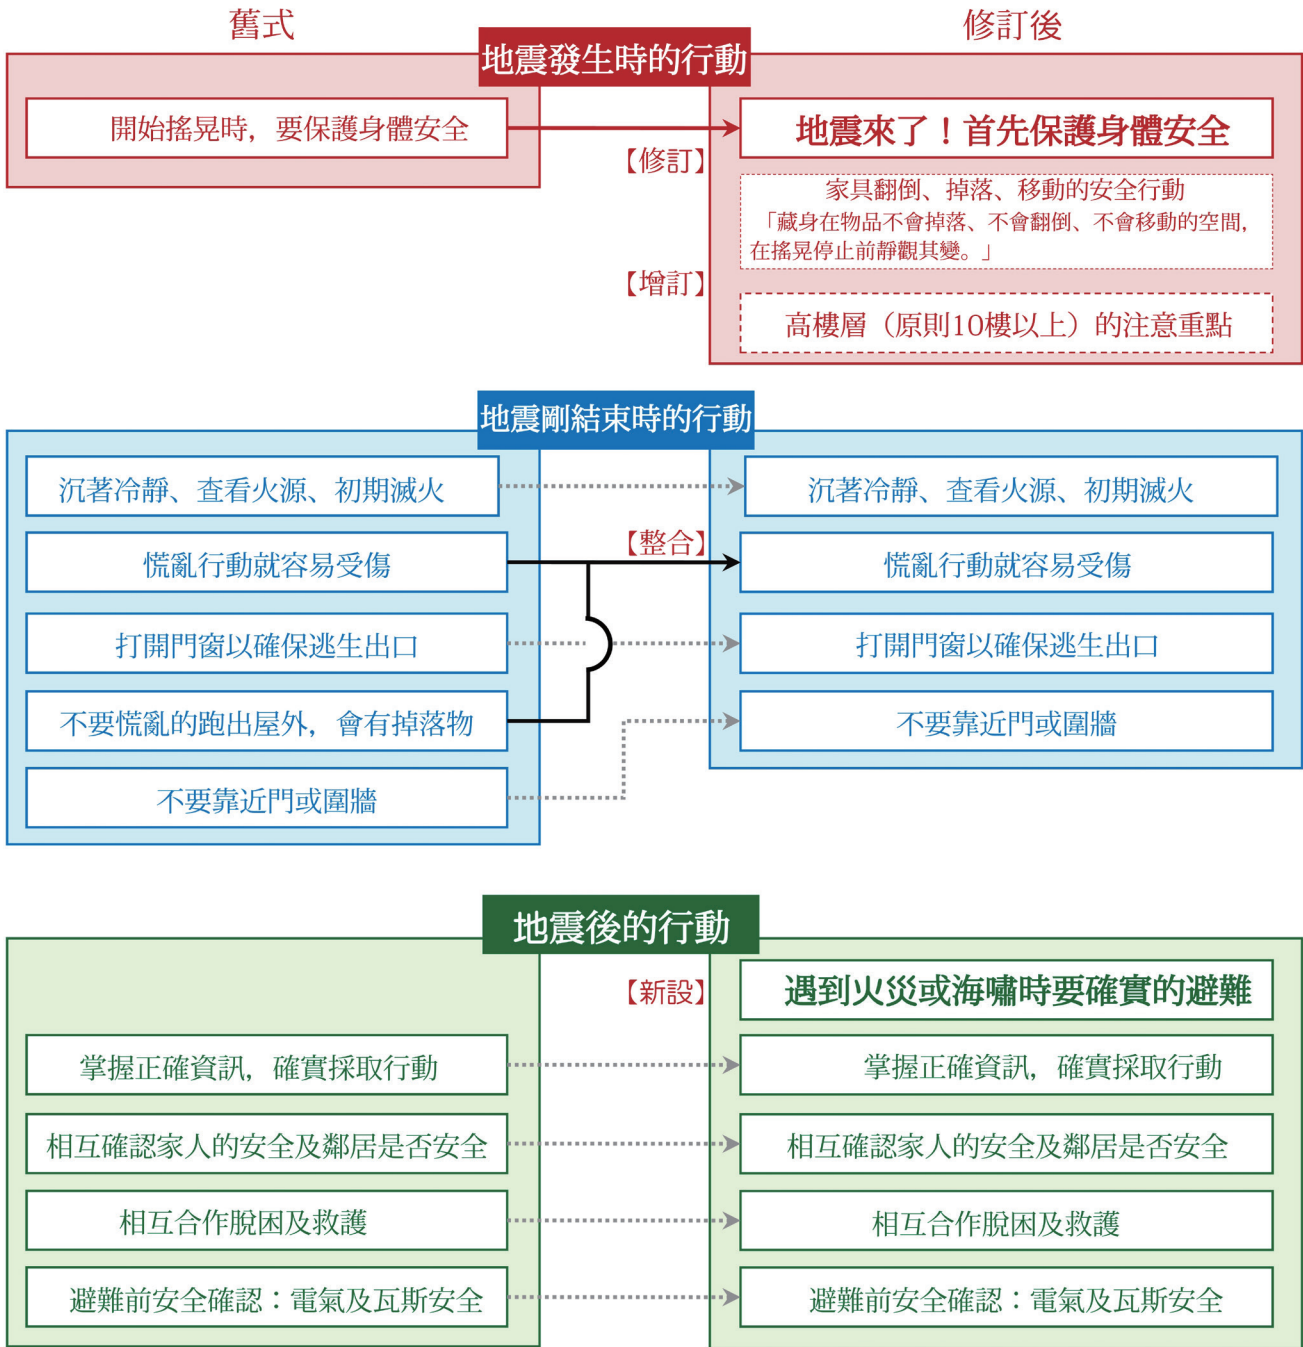 舊式
修訂後
地震發生時的行動
開始搖晃時，要保護身體安全
【修訂】
地震來了！首先保護身體安全
家具翻倒、掉落、移動的安全行動
「藏身在物品不會掉落、不會翻倒、不會移動的空間，
在搖晃停止前靜觀其變。」
【增訂】
高樓層（原則10樓以上）的注意重點
地震剛結束時的行動
沉著冷靜、查看火源、初期滅火
沉著冷靜、查看火源、初期滅火
慌亂行動就容易受傷
【整合】
慌亂行動就容易受傷
打開門窗以確保逃生出口
打開門窗以確保逃生出口
不要慌亂的跑出屋外，會有掉落物
不要靠近門或圍牆
不要靠近門或圍牆
地震後的行動
【新設】
遇到火災或海嘯時要確實的避難
掌握正確資訊，確實採取行動
掌握正確資訊，確實採取行動
相互確認家人的安全及鄰居是否安全
相互確認家人的安全及鄰居是否安全
相互合作脫困及救護
相互合作脫困及救護
避難前安全確認：電氣及瓦斯安全
避難前安全確認：電氣及瓦斯安全